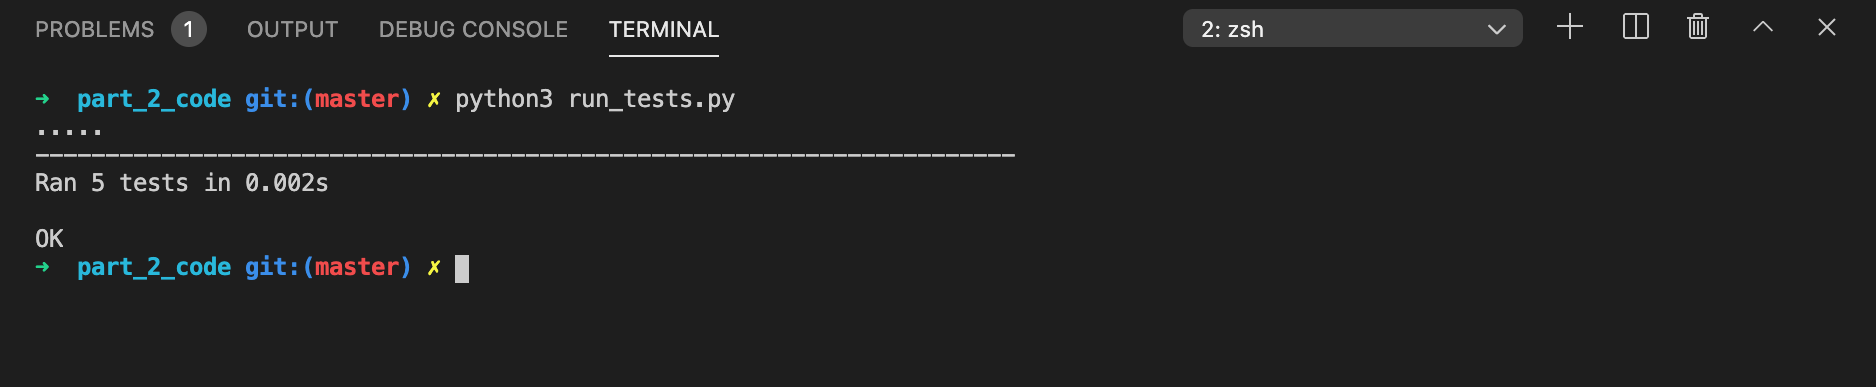 PROBLEMS 1 OUTPUT DEBUG CONSOLE TERMINAL 2: zsh
➜ part_2_code git:(master) ✗ python3 run_tests.py
.....
----------------------------------------------------------------------
Ran 5 tests in 0.002s
OK
➜ part_2_code git:(master) ✗